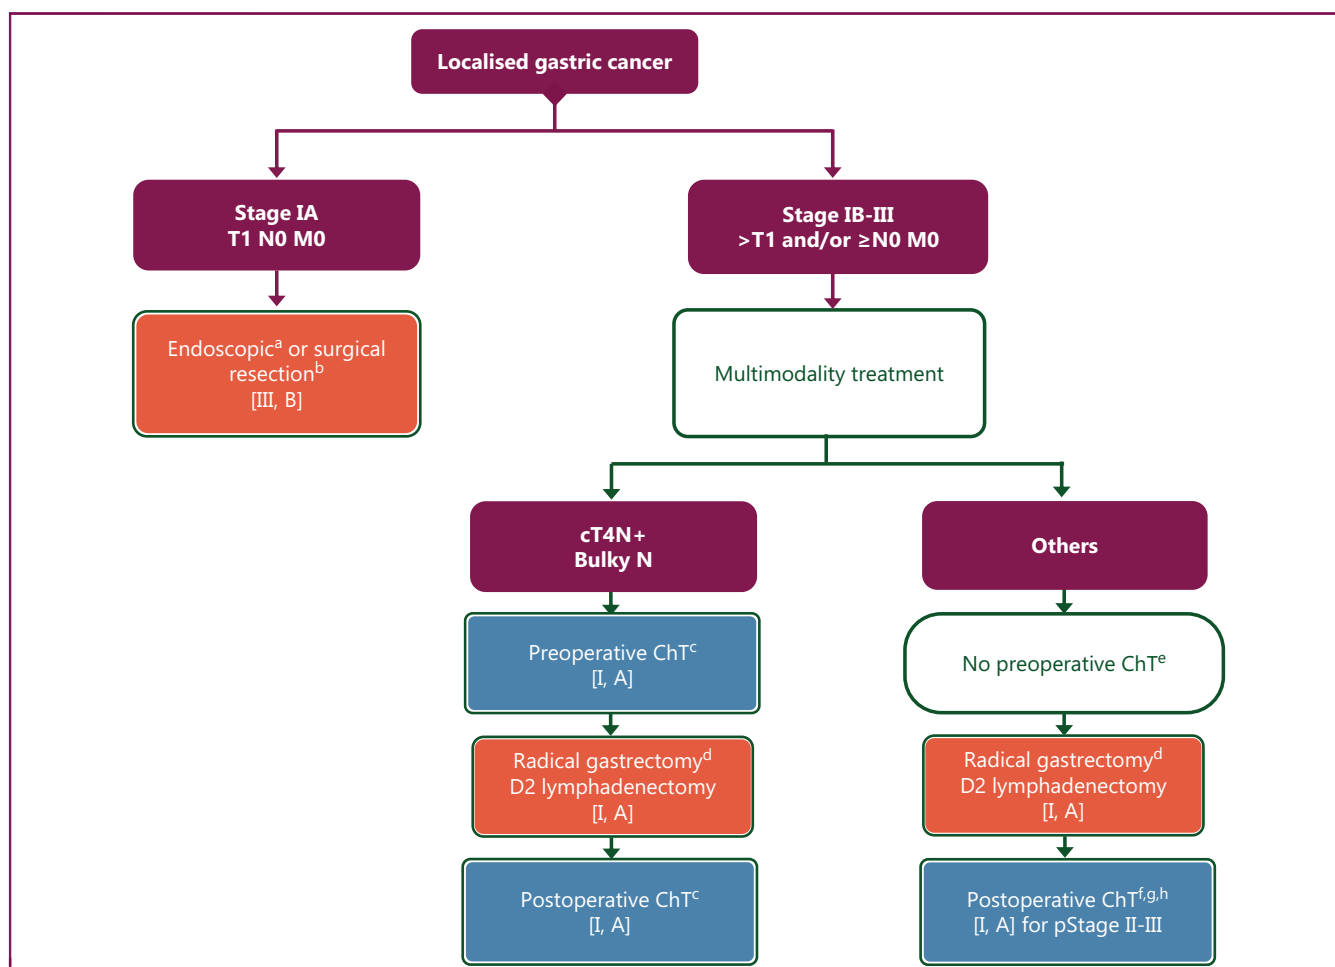 Localised gastric cancer
Stage IA
T1 N0 M0
Stage IB-III
>T1 and/or ≥N0 M0
Endoscopicᵃ or surgical
resectionᵇ
[III, B]
Multimodality treatment
cT4N+
Bulky N
Others
Preoperative ChTᶜ
[I, A]
No preoperative ChTᵉ
Radical gastrectomyᵈ
D2 lymphadenectomy
[I, A]
Radical gastrectomyᵈ
D2 lymphadenectomy
[I, A]
Postoperative ChTᶜ
[I, A]
Postoperative ChTᶠ,ᵍ,ʰ
[I, A] for pStage II-III